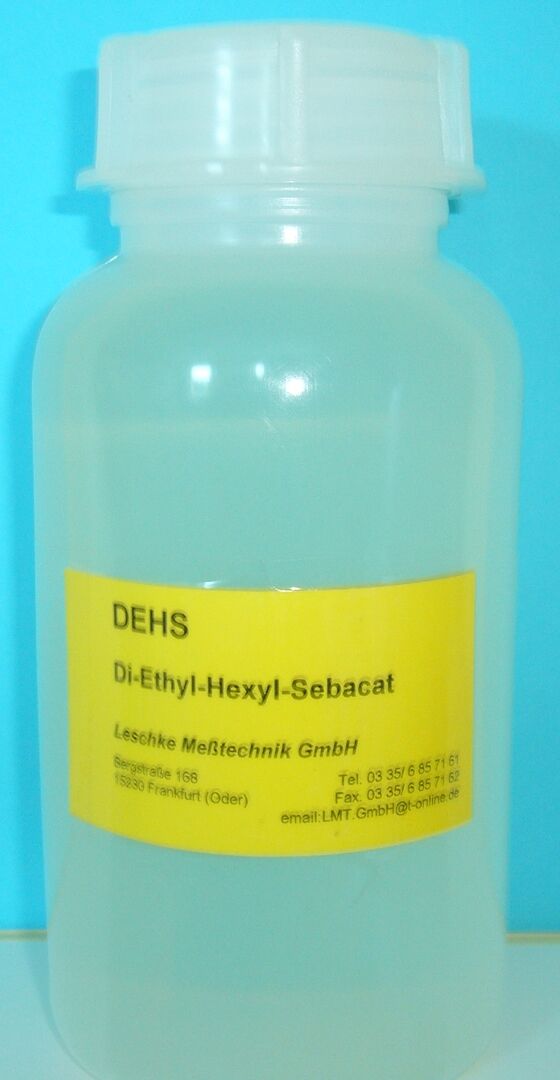 DEHS
Di-Ethyl-Hexyl-Sebacat
Leschke Meßtechnik GmbH
Bergstraße 168
15230 Frankfurt (Oder)
Tel. 03 35/ 6 85 71 61
Fax. 03 35/ 6 85 71 62
email:LMT.GmbH@t-online.de